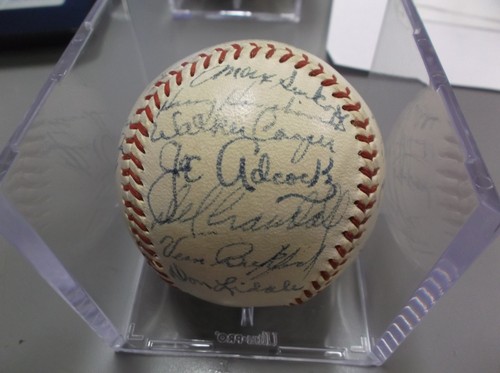 Max Surkont
Walker Cooper
Joe Adcock
Del Crandall
Vern Bickford
Don Liddle